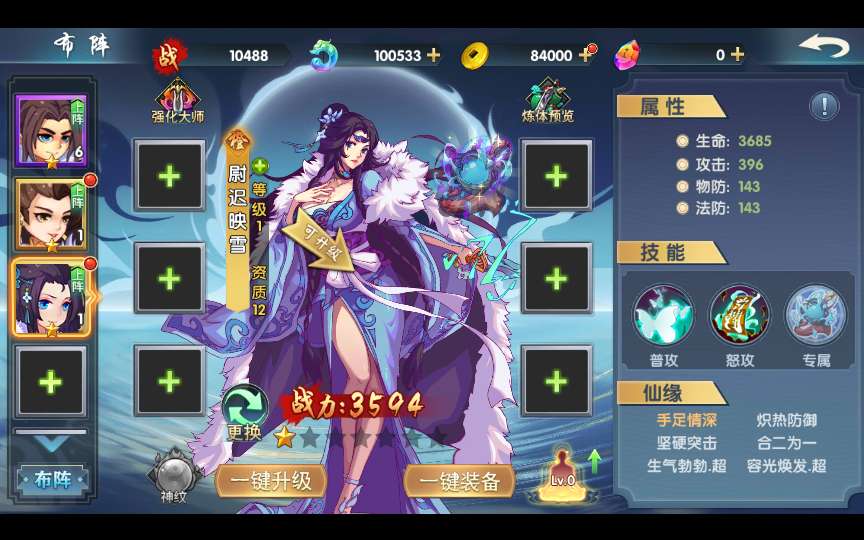 布阵
战 10488
100533
84000
0
上阵
6
上阵
1
上阵
1
布阵
强化大师
炼体预览
橙
尉迟映雪
等级1
资质12
可升级
战力:3594
更换
神纹
一键升级
一键装备
Lv.0
属性
生命: 3685
攻击: 396
物防: 143
法防: 143
技能
普攻 怒攻 专属
仙缘
手足情深 炽热防御
坚硬突击 合二为一
生气勃勃.超 容光焕发.超